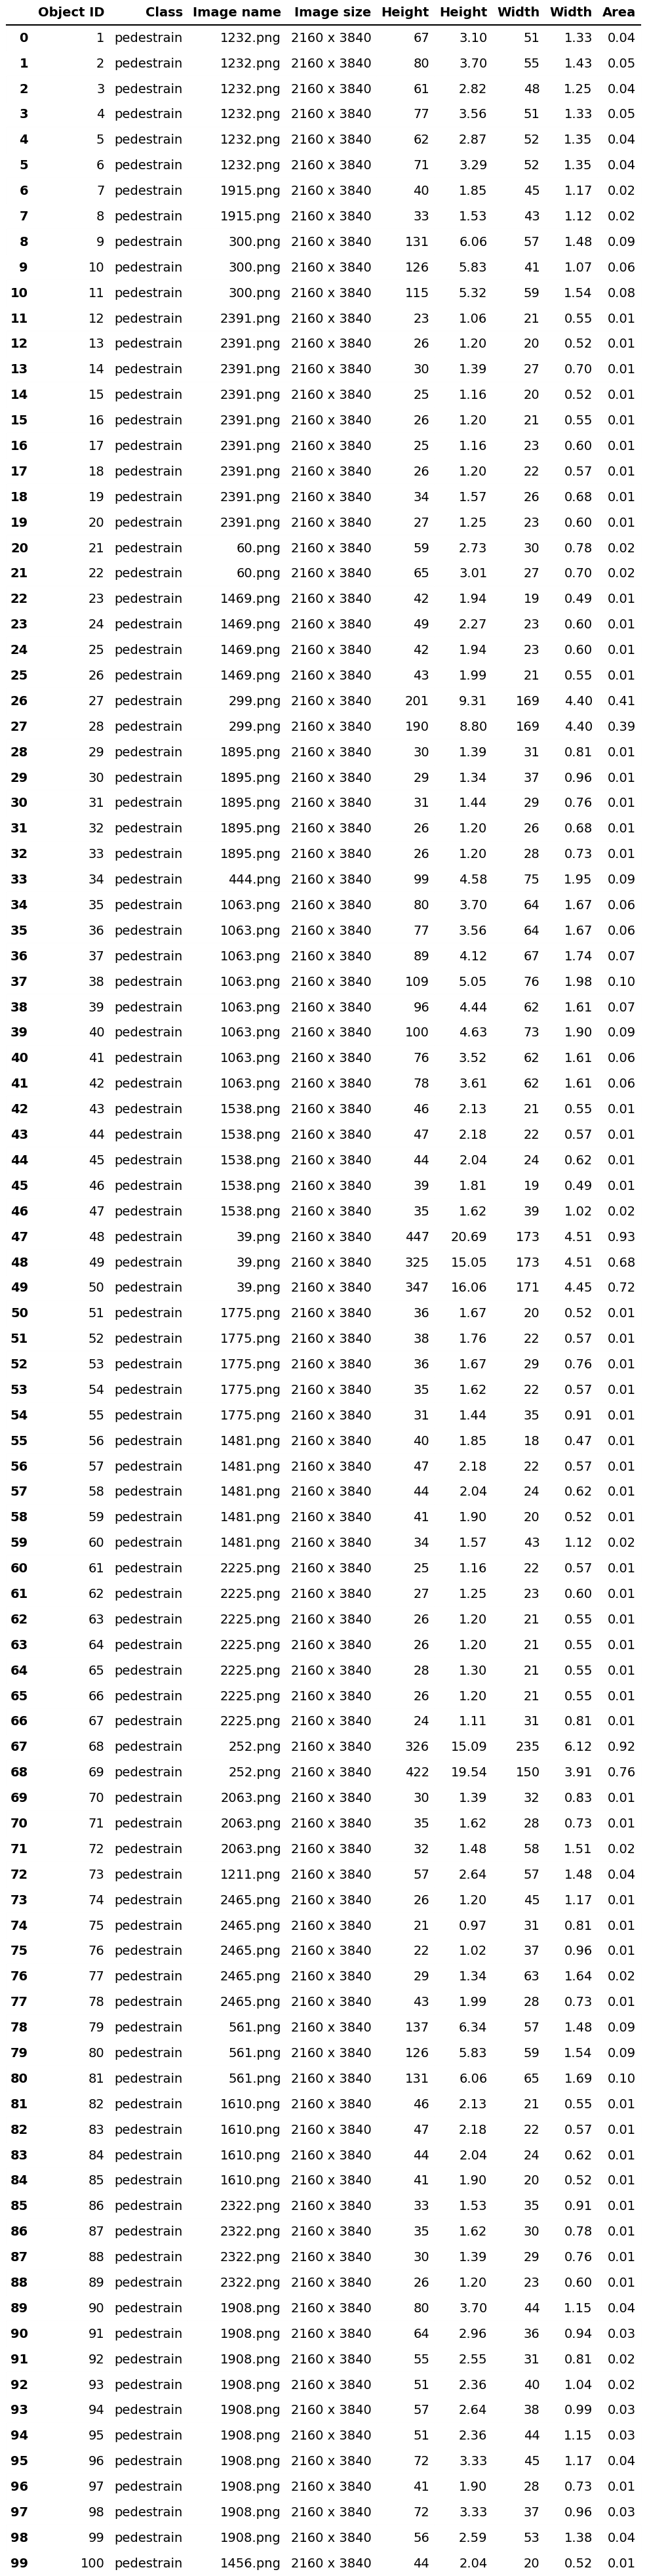 Object ID Class Image name Image size Height Height Width Width Area
0 1 pedestrain 1232.png 2160 x 3840 67 3.10 51 1.33 0.04
1 2 pedestrain 1232.png 2160 x 3840 80 3.70 55 1.43 0.05
2 3 pedestrain 1232.png 2160 x 3840 61 2.82 48 1.25 0.04
3 4 pedestrain 1232.png 2160 x 3840 77 3.56 51 1.33 0.05
4 5 pedestrain 1232.png 2160 x 3840 62 2.87 52 1.35 0.04
5 6 pedestrain 1232.png 2160 x 3840 71 3.29 52 1.35 0.04
6 7 pedestrain 1915.png 2160 x 3840 40 1.85 45 1.17 0.02
7 8 pedestrain 1915.png 2160 x 3840 33 1.53 43 1.12 0.02
8 9 pedestrain 300.png 2160 x 3840 131 6.06 57 1.48 0.09
9 10 pedestrain 300.png 2160 x 3840 126 5.83 41 1.07 0.06
10 11 pedestrain 300.png 2160 x 3840 115 5.32 59 1.54 0.08
11 12 pedestrain 2391.png 2160 x 3840 23 1.06 21 0.55 0.01
12 13 pedestrain 2391.png 2160 x 3840 26 1.20 20 0.52 0.01
13 14 pedestrain 2391.png 2160 x 3840 30 1.39 27 0.70 0.01
14 15 pedestrain 2391.png 2160 x 3840 25 1.16 20 0.52 0.01
15 16 pedestrain 2391.png 2160 x 3840 26 1.20 21 0.55 0.01
16 17 pedestrain 2391.png 2160 x 3840 25 1.16 23 0.60 0.01
17 18 pedestrain 2391.png 2160 x 3840 26 1.20 22 0.57 0.01
18 19 pedestrain 2391.png 2160 x 3840 34 1.57 26 0.68 0.01
19 20 pedestrain 2391.png 2160 x 3840 27 1.25 23 0.60 0.01
20 21 pedestrain 60.png 2160 x 3840 59 2.73 30 0.78 0.02
21 22 pedestrain 60.png 2160 x 3840 65 3.01 27 0.70 0.02
22 23 pedestrain 1469.png 2160 x 3840 42 1.94 19 0.49 0.01
23 24 pedestrain 1469.png 2160 x 3840 49 2.27 23 0.60 0.01
24 25 pedestrain 1469.png 2160 x 3840 42 1.94 23 0.60 0.01
25 26 pedestrain 1469.png 2160 x 3840 43 1.99 21 0.55 0.01
26 27 pedestrain 299.png 2160 x 3840 201 9.31 169 4.40 0.41
27 28 pedestrain 299.png 2160 x 3840 190 8.80 169 4.40 0.39
28 29 pedestrain 1895.png 2160 x 3840 30 1.39 31 0.81 0.01
29 30 pedestrain 1895.png 2160 x 3840 29 1.34 37 0.96 0.01
30 31 pedestrain 1895.png 2160 x 3840 31 1.44 29 0.76 0.01
31 32 pedestrain 1895.png 2160 x 3840 26 1.20 26 0.68 0.01
32 33 pedestrain 1895.png 2160 x 3840 26 1.20 28 0.73 0.01
33 34 pedestrain 444.png 2160 x 3840 99 4.58 75 1.95 0.09
34 35 pedestrain 1063.png 2160 x 3840 80 3.70 64 1.67 0.06
35 36 pedestrain 1063.png 2160 x 3840 77 3.56 64 1.67 0.06
36 37 pedestrain 1063.png 2160 x 3840 89 4.12 67 1.74 0.07
37 38 pedestrain 1063.png 2160 x 3840 109 5.05 76 1.98 0.10
38 39 pedestrain 1063.png 2160 x 3840 96 4.44 62 1.61 0.07
39 40 pedestrain 1063.png 2160 x 3840 100 4.63 73 1.90 0.09
40 41 pedestrain 1063.png 2160 x 3840 76 3.52 62 1.61 0.06
41 42 pedestrain 1063.png 2160 x 3840 78 3.61 62 1.61 0.06
42 43 pedestrain 1538.png 2160 x 3840 46 2.13 21 0.55 0.01
43 44 pedestrain 1538.png 2160 x 3840 47 2.18 22 0.57 0.01
44 45 pedestrain 1538.png 2160 x 3840 44 2.04 24 0.62 0.01
45 46 pedestrain 1538.png 2160 x 3840 39 1.81 19 0.49 0.01
46 47 pedestrain 1538.png 2160 x 3840 35 1.62 39 1.02 0.02
47 48 pedestrain 39.png 2160 x 3840 447 20.69 173 4.51 0.93
48 49 pedestrain 39.png 2160 x 3840 325 15.05 173 4.51 0.68
49 50 pedestrain 39.png 2160 x 3840 347 16.06 171 4.45 0.72
50 51 pedestrain 1775.png 2160 x 3840 36 1.67 20 0.52 0.01
51 52 pedestrain 1775.png 2160 x 3840 38 1.76 22 0.57 0.01
52 53 pedestrain 1775.png 2160 x 3840 36 1.67 29 0.76 0.01
53 54 pedestrain 1775.png 2160 x 3840 35 1.62 22 0.57 0.01
54 55 pedestrain 1775.png 2160 x 3840 31 1.44 35 0.91 0.01
55 56 pedestrain 1481.png 2160 x 3840 40 1.85 18 0.47 0.01
56 57 pedestrain 1481.png 2160 x 3840 47 2.18 22 0.57 0.01
57 58 pedestrain 1481.png 2160 x 3840 44 2.04 24 0.62 0.01
58 59 pedestrain 1481.png 2160 x 3840 41 1.90 20 0.52 0.01
59 60 pedestrain 1481.png 2160 x 3840 34 1.57 43 1.12 0.02
60 61 pedestrain 2225.png 2160 x 3840 25 1.16 22 0.57 0.01
61 62 pedestrain 2225.png 2160 x 3840 27 1.25 23 0.60 0.01
62 63 pedestrain 2225.png 2160 x 3840 26 1.20 21 0.55 0.01
63 64 pedestrain 2225.png 2160 x 3840 26 1.20 21 0.55 0.01
64 65 pedestrain 2225.png 2160 x 3840 28 1.30 21 0.55 0.01
65 66 pedestrain 2225.png 2160 x 3840 26 1.20 21 0.55 0.01
66 67 pedestrain 2225.png 2160 x 3840 24 1.11 31 0.81 0.01
67 68 pedestrain 252.png 2160 x 3840 326 15.09 235 6.12 0.92
68 69 pedestrain 252.png 2160 x 3840 422 19.54 150 3.91 0.76
69 70 pedestrain 2063.png 2160 x 3840 30 1.39 32 0.83 0.01
70 71 pedestrain 2063.png 2160 x 3840 35 1.62 28 0.73 0.01
71 72 pedestrain 2063.png 2160 x 3840 32 1.48 58 1.51 0.02
72 73 pedestrain 1211.png 2160 x 3840 57 2.64 57 1.48 0.04
73 74 pedestrain 2465.png 2160 x 3840 26 1.20 45 1.17 0.01
74 75 pedestrain 2465.png 2160 x 3840 21 0.97 31 0.81 0.01
75 76 pedestrain 2465.png 2160 x 3840 22 1.02 37 0.96 0.01
76 77 pedestrain 2465.png 2160 x 3840 29 1.34 63 1.64 0.02
77 78 pedestrain 2465.png 2160 x 3840 43 1.99 28 0.73 0.01
78 79 pedestrain 561.png 2160 x 3840 137 6.34 57 1.48 0.09
79 80 pedestrain 561.png 2160 x 3840 126 5.83 59 1.54 0.09
80 81 pedestrain 561.png 2160 x 3840 131 6.06 65 1.69 0.10
81 82 pedestrain 1610.png 2160 x 3840 46 2.13 21 0.55 0.01
82 83 pedestrain 1610.png 2160 x 3840 47 2.18 22 0.57 0.01
83 84 pedestrain 1610.png 2160 x 3840 44 2.04 24 0.62 0.01
84 85 pedestrain 1610.png 2160 x 3840 41 1.90 20 0.52 0.01
85 86 pedestrain 2322.png 2160 x 3840 33 1.53 35 0.91 0.01
86 87 pedestrain 2322.png 2160 x 3840 35 1.62 30 0.78 0.01
87 88 pedestrain 2322.png 2160 x 3840 30 1.39 29 0.76 0.01
88 89 pedestrain 2322.png 2160 x 3840 26 1.20 23 0.60 0.01
89 90 pedestrain 1908.png 2160 x 3840 80 3.70 44 1.15 0.04
90 91 pedestrain 1908.png 2160 x 3840 64 2.96 36 0.94 0.03
91 92 pedestrain 1908.png 2160 x 3840 55 2.55 31 0.81 0.02
92 93 pedestrain 1908.png 2160 x 3840 51 2.36 40 1.04 0.02
93 94 pedestrain 1908.png 2160 x 3840 57 2.64 38 0.99 0.03
94 95 pedestrain 1908.png 2160 x 3840 51 2.36 44 1.15 0.03
95 96 pedestrain 1908.png 2160 x 3840 72 3.33 45 1.17 0.04
96 97 pedestrain 1908.png 2160 x 3840 41 1.90 28 0.73 0.01
97 98 pedestrain 1908.png 2160 x 3840 72 3.33 37 0.96 0.03
98 99 pedestrain 1908.png 2160 x 3840 56 2.59 53 1.38 0.04
99 100 pedestrain 1456.png 2160 x 3840 44 2.04 20 0.52 0.01